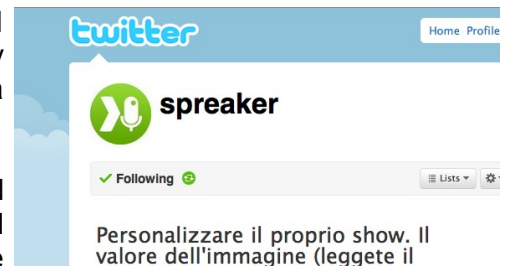 twitter
Home Profile
spreaker
Following
Lists
Personalizzare il proprio show. Il
valore dell'immagine (leggete il